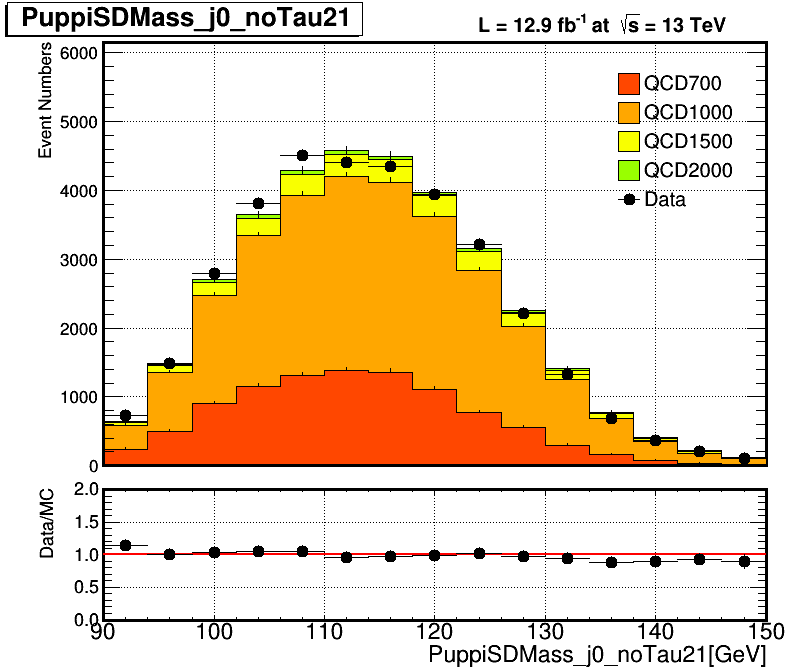 PuppiSDMass_j0_noTau21
L = 12.9 fb-1 at √s = 13 TeV
Event Numbers
6000
5000
4000
3000
2000
1000
0
QCD700
QCD1000
QCD1500
QCD2000
Data
Data/MC
2.0
1.5
1.0
0.5
0.0
90 100 110 120 130 140 150
PuppiSDMass_j0_noTau21[GeV]